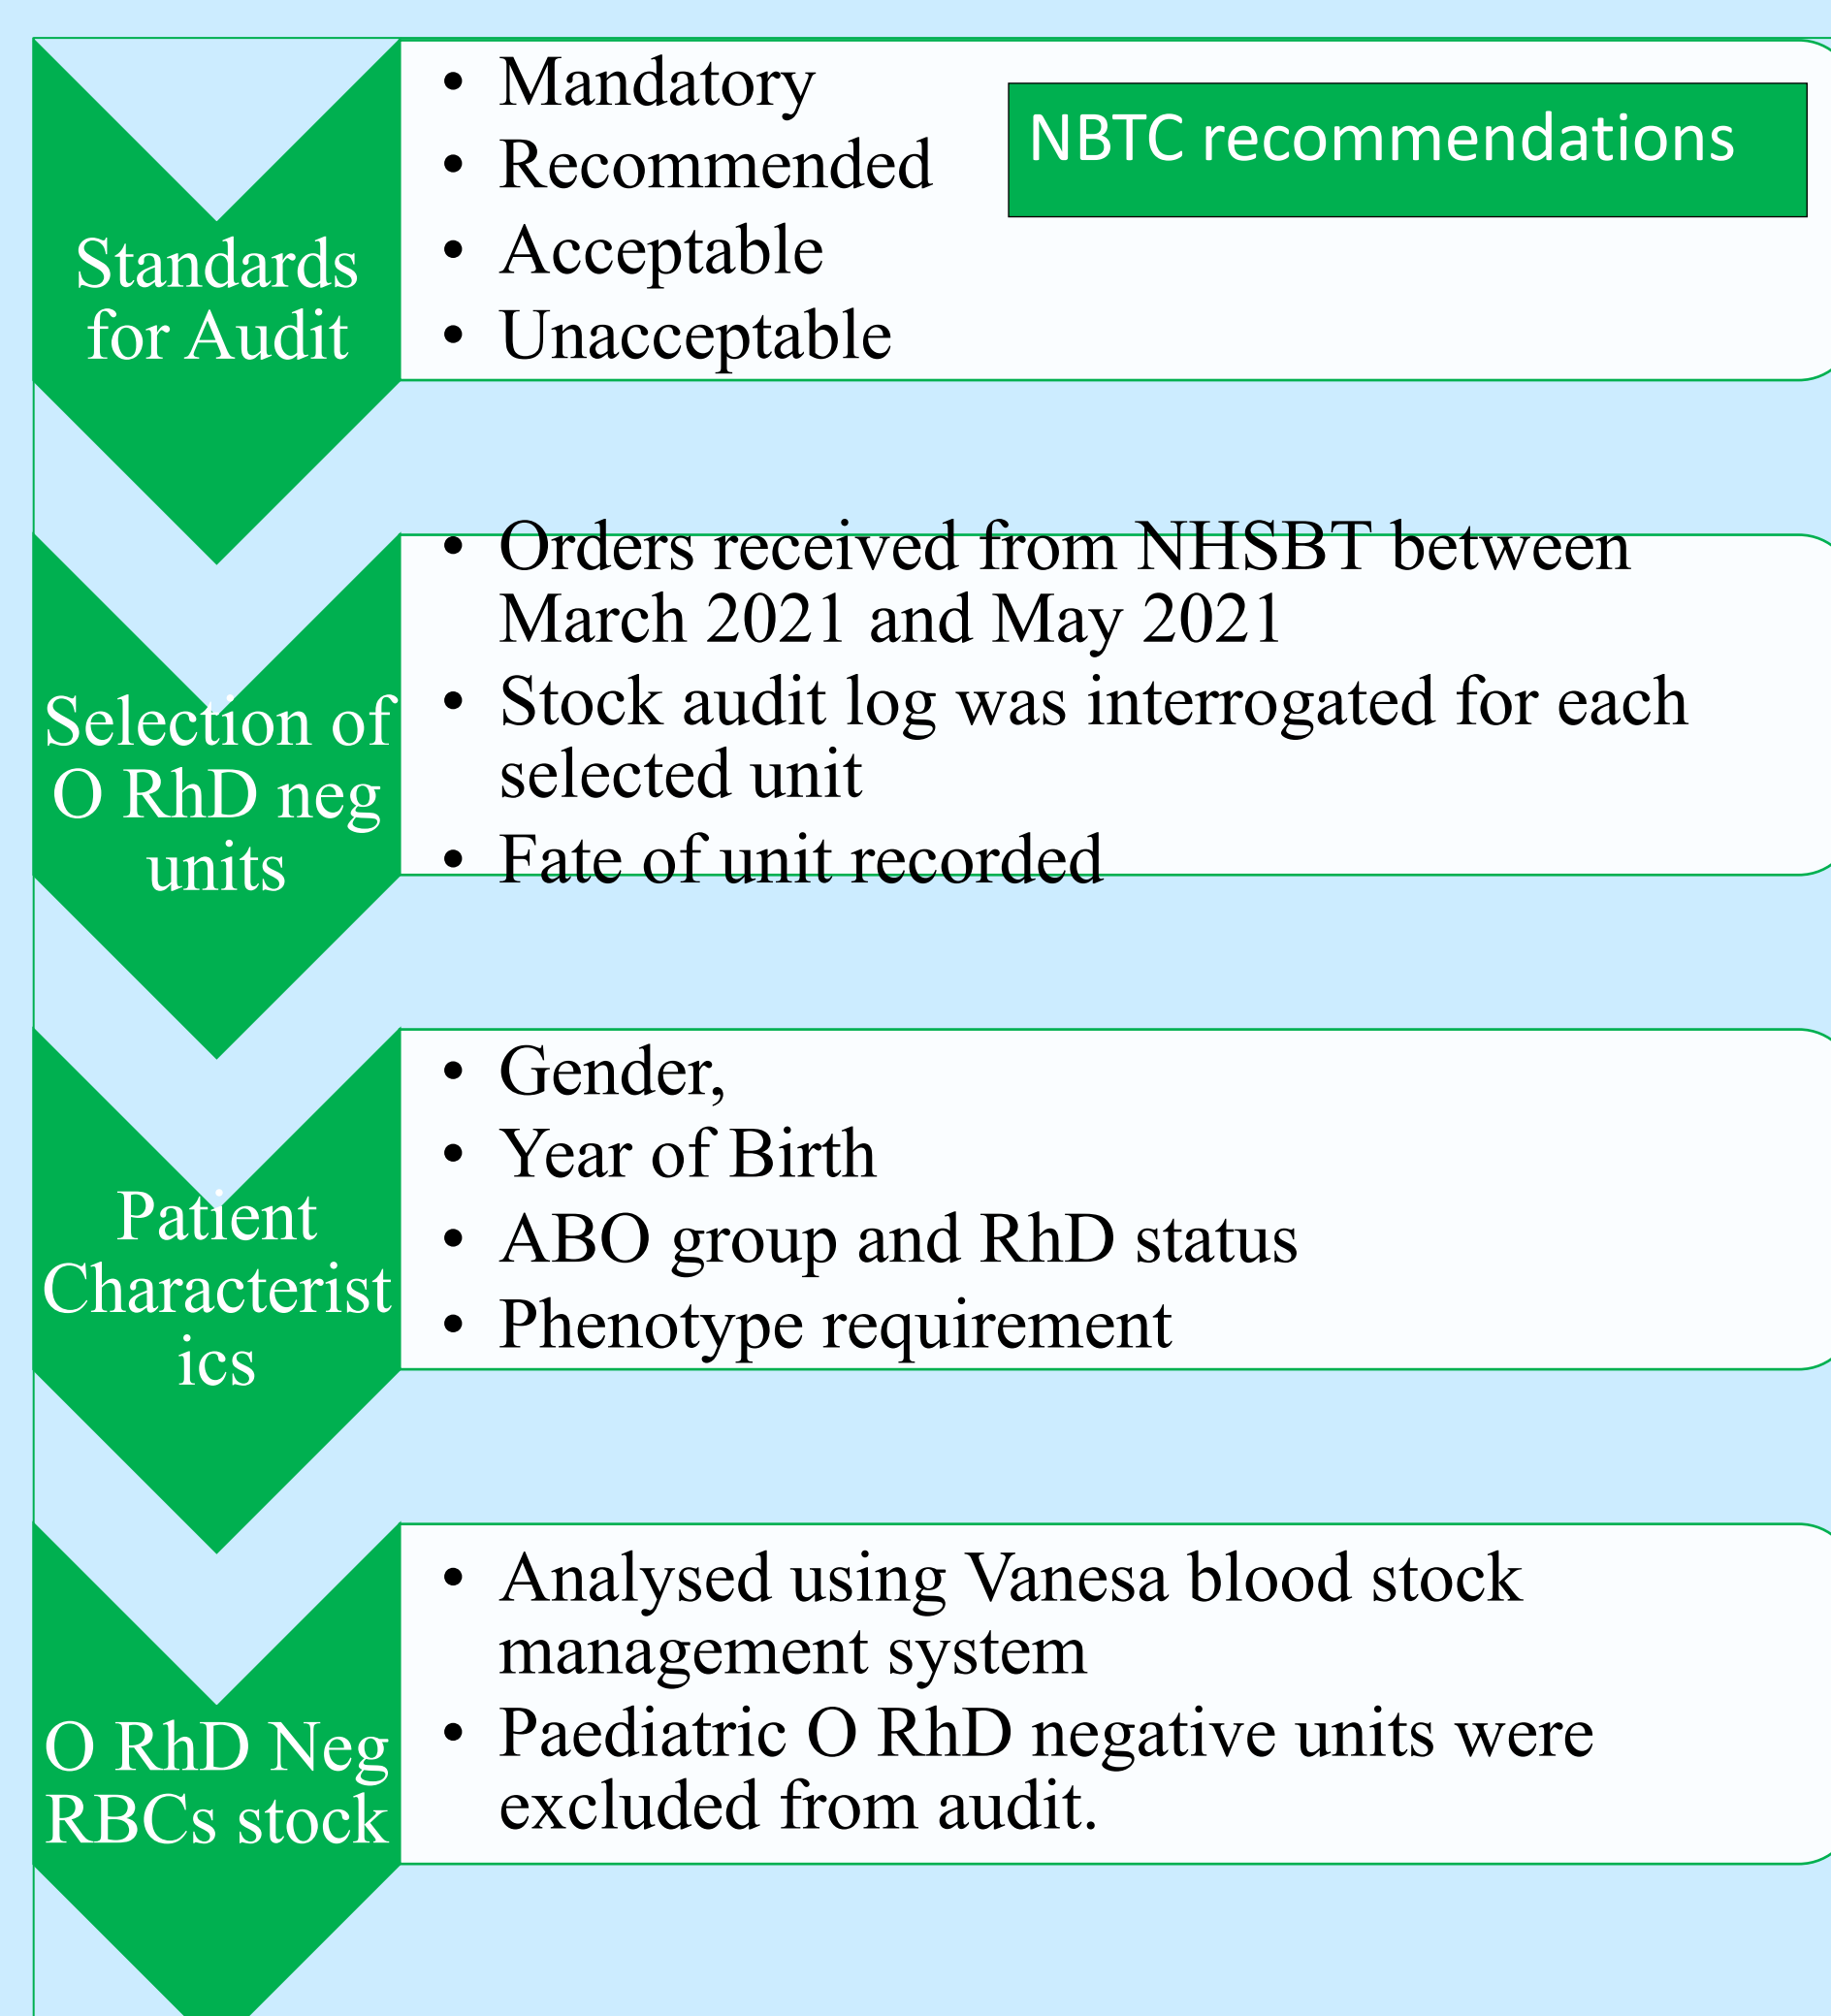 Standards
for Audit
• Mandatory
• Recommended
• Acceptable
• Unacceptable
NBTC recommendations
Selection of
O RhD neg
units
• Orders received from NHSBT between
March 2021 and May 2021
• Stock audit log was interrogated for each
selected unit
• Fate of unit recorded
Patient
Characterist
ics
• Gender,
• Year of Birth
• ABO group and RhD status
• Phenotype requirement
O RhD Neg
RBCs stock
• Analysed using Vanesa blood stock
management system
• Paediatric O RhD negative units were
excluded from audit.